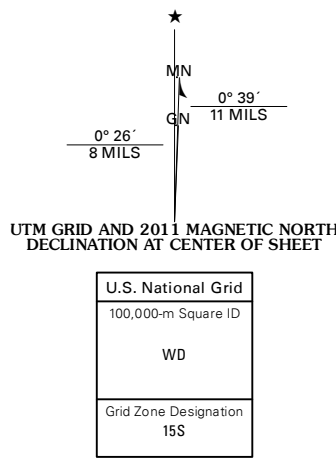 ★
MN
0° 39´
11 MILS
GN
0° 26´
8 MILS
UTM GRID AND 2011 MAGNETIC NORTH
DECLINATION AT CENTER OF SHEET
U.S. National Grid
100,000-m Square ID
WD
Grid Zone Designation
15S